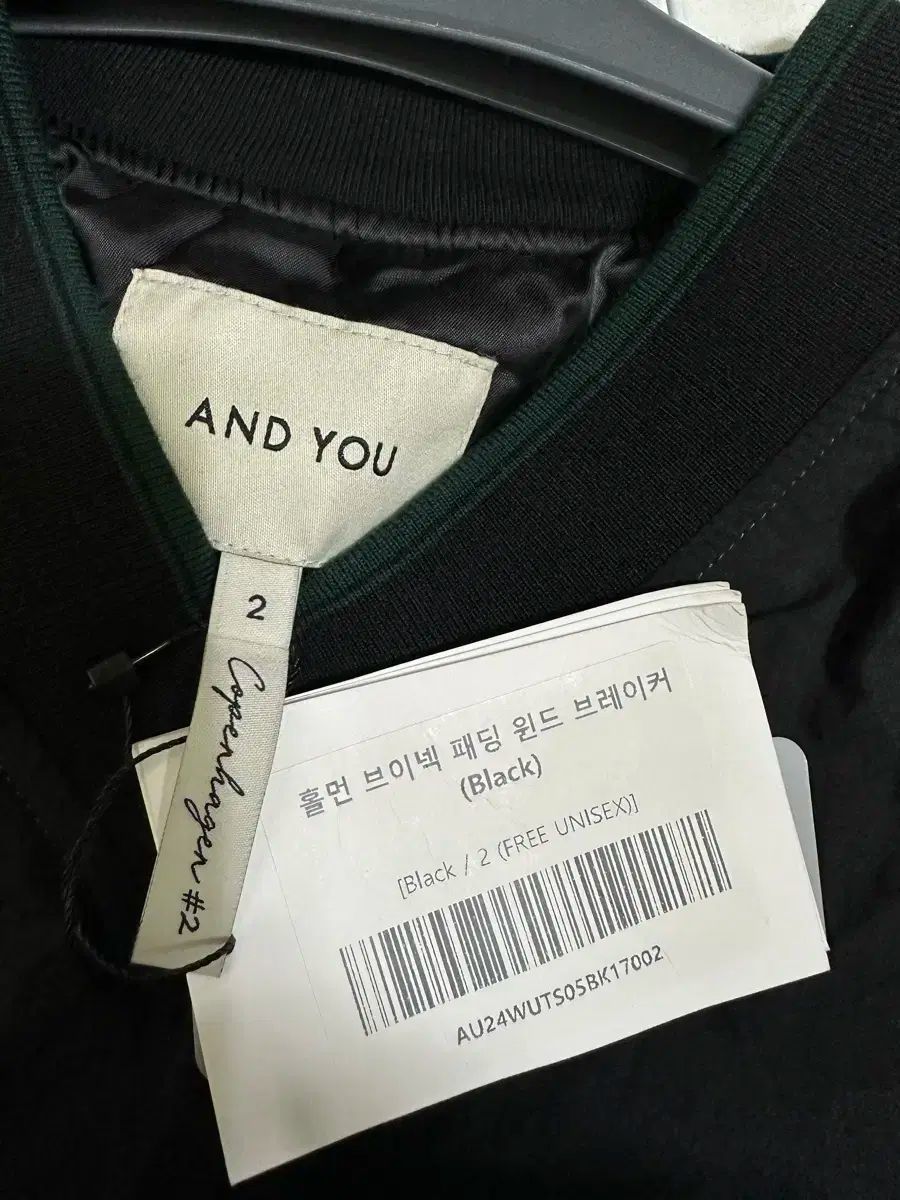 AND YOU
2
Copenhagen #2
홀먼 브이넥 패딩 윈드 브레이커
(Black)
[Black / 2 (FREE UNISEX)]
AU24WUTS05BK17002